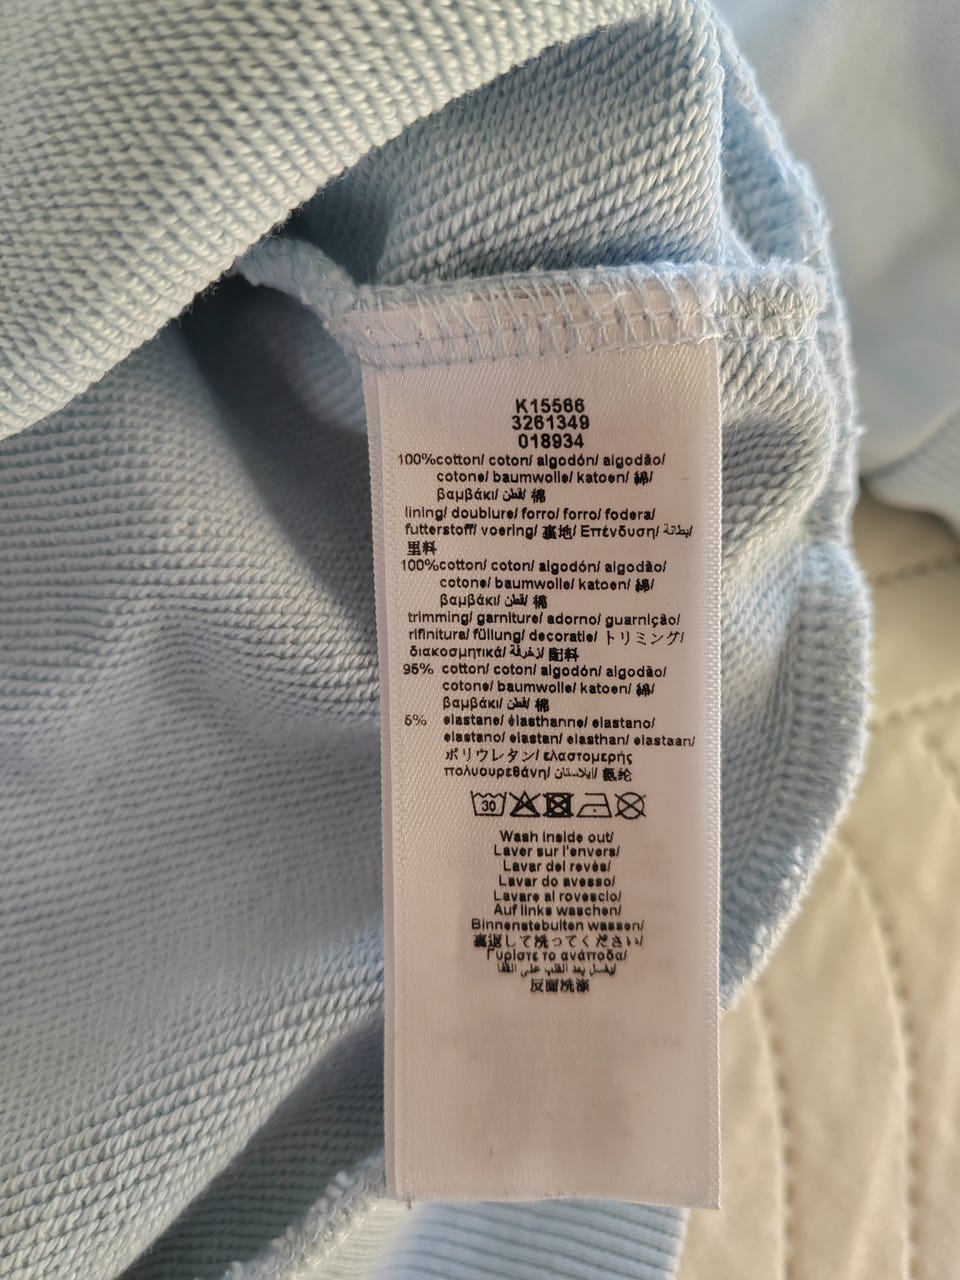 K15566
3261349
018934
100%cotton/ coton/ algodón/ algodão/
cotone/ baumwolle/ katoen/ 綿/
βαμβάκι/ قطن/ 棉
lining/ doublure/ forro/ forro/ fodera/
futterstoff/ voering/ 裏地/ Επένδυση/ بطانة/
里料
100%cotton/ coton/ algodón/ algodão/
cotone/ baumwolle/ katoen/ 綿/
βαμβάκι/ قطن/ 棉
trimming/ garniture/ adorno/ guarnição/
rifinitura/ füllung/ decoratie/ トリミング/
διακοσμητικά/ زخرفة/ 配料
95% cotton/ coton/ algodón/ algodão/
cotone/ baumwolle/ katoen/ 綿/
βαμβάκι/ قطن/ 棉
5% elastane/ élasthanne/ elastano/
elastano/ elastan/ elasthan/ elastaan/
ポリウレタン/ ελαστομερής
πολυουρεθάνη/ إيلاستان/ 氨纶
30
Wash inside out/
Laver sur l'envers/
Lavar del revés/
Lavar do avesso/
Lavare al rovescio/
Auf links waschen/
Binnenstebuiten wassen/
裏返して洗ってください/
Γυρίστε το ανάποδα/
يغسل بعد القلب على القفا/
反面洗涤